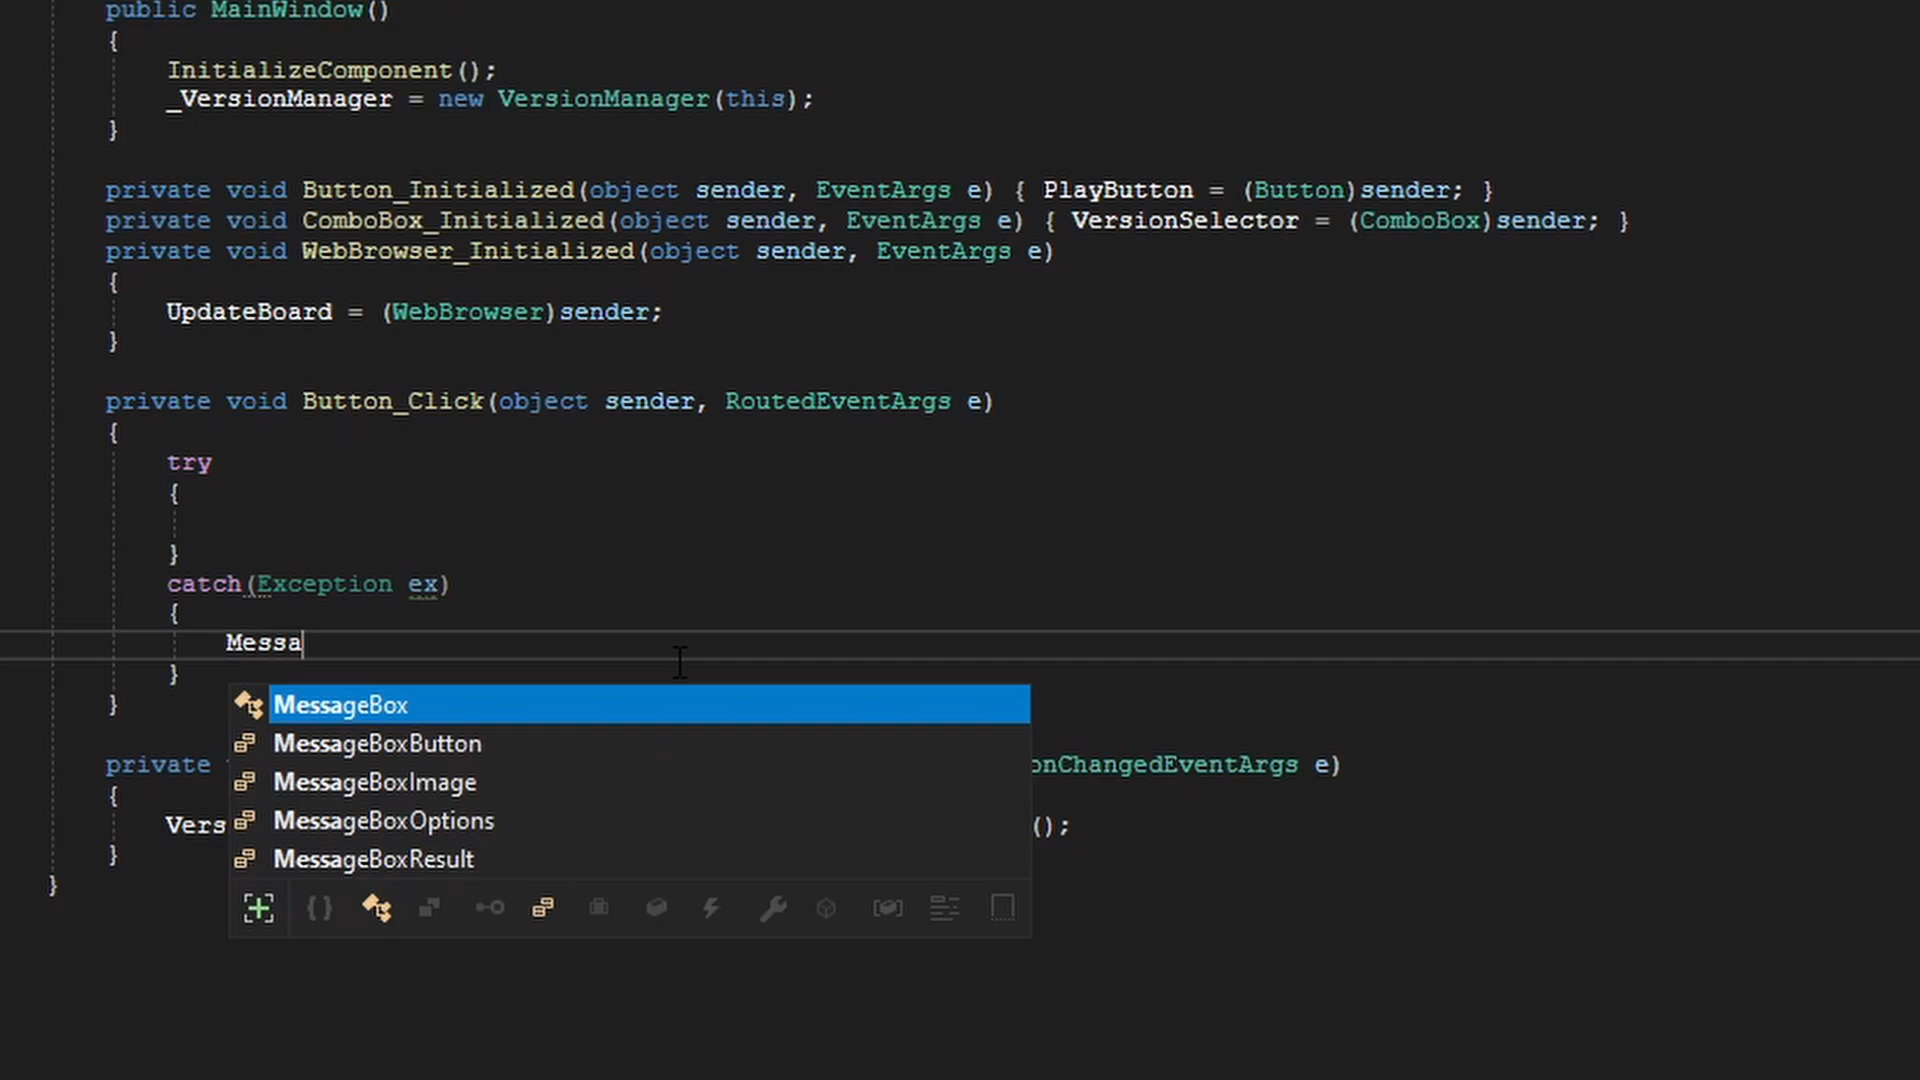 public MainWindow()
{
InitializeComponent();
_VersionManager = new VersionManager(this);
}
private void Button_Initialized(object sender, EventArgs e) { PlayButton = (Button)sender; }
private void ComboBox_Initialized(object sender, EventArgs e) { VersionSelector = (ComboBox)sender; }
private void WebBrowser_Initialized(object sender, EventArgs e)
{
UpdateBoard = (WebBrowser)sender;
}
private void Button_Click(object sender, RoutedEventArgs e)
{
try
{
}
catch(Exception ex)
{
Messa
}
}
MessageBox
MessageBoxButton
private onChangedEventArgs e)
MessageBoxImage
{
MessageBoxOptions
Vers ();
MessageBoxResult
}
}